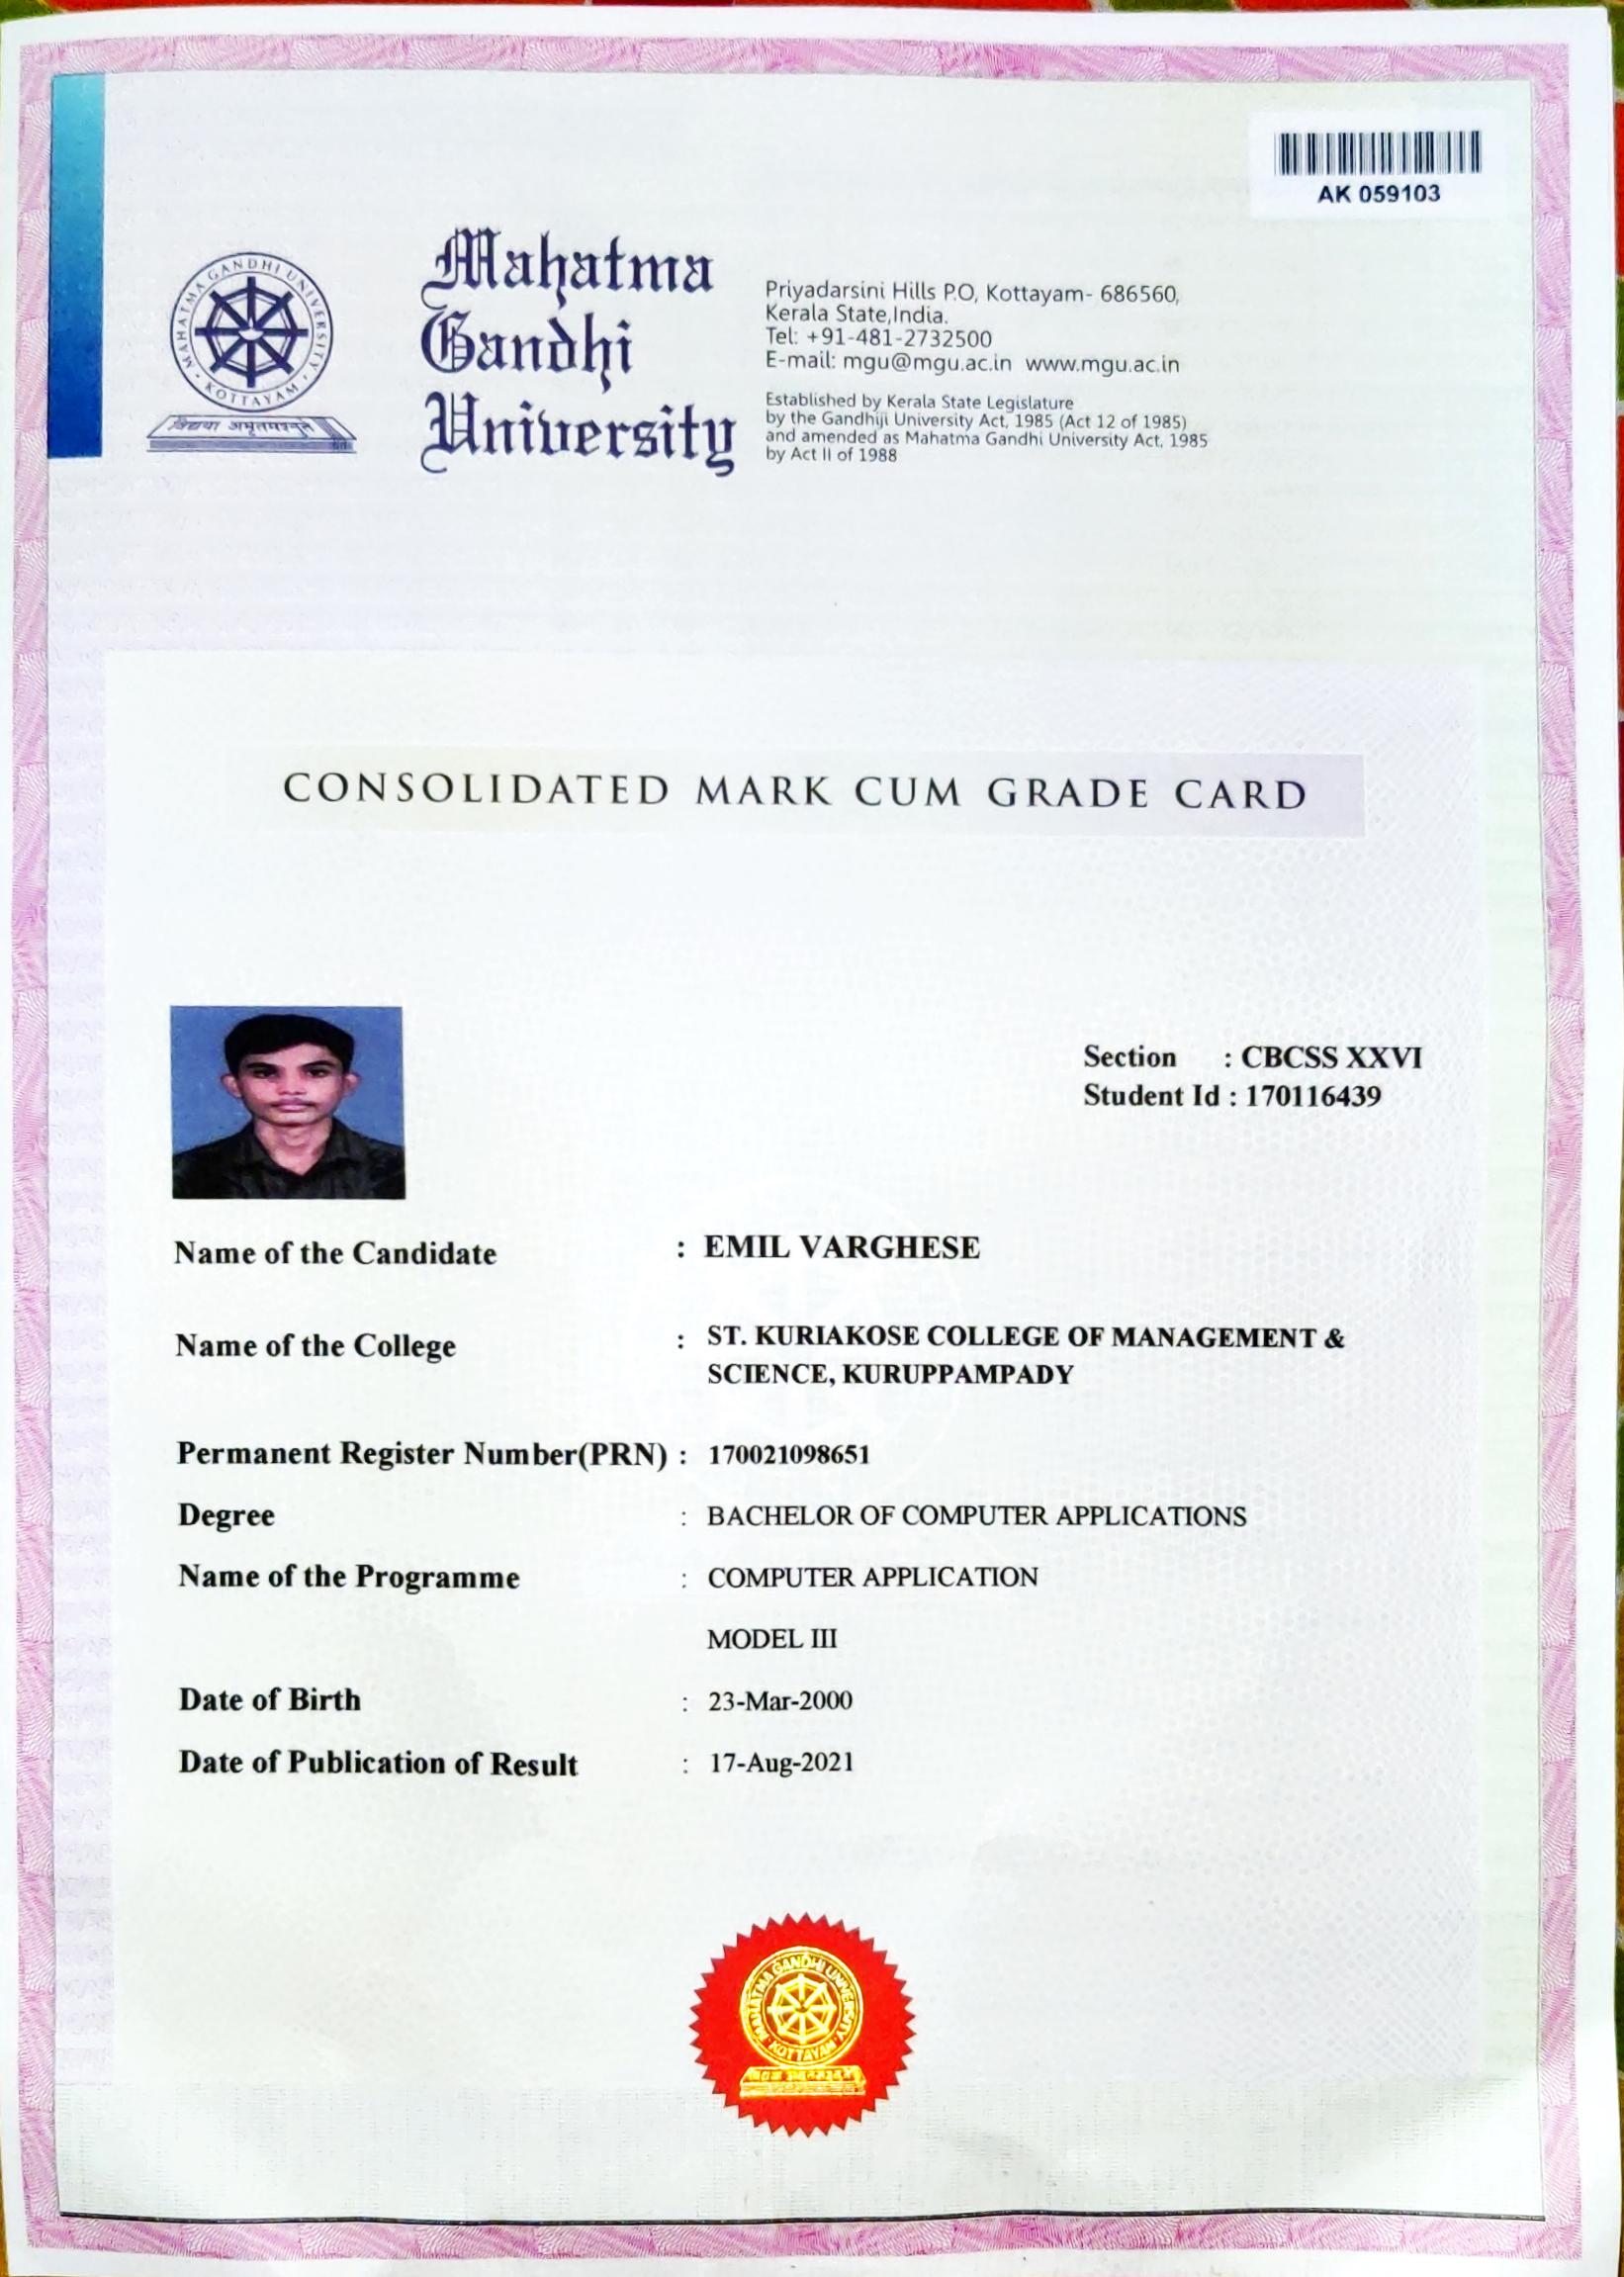 AK 059103
MAHATMA GANDHI UNIVERSITY
KOTTAYAM
विद्यया अमृतमश्नुते
Mahatma
Gandhi
University
Priyadarsini Hills P.O, Kottayam- 686560,
Kerala State,India.
Tel: +91-481-2732500
E-mail: mgu@mgu.ac.in www.mgu.ac.in
Established by Kerala State Legislature
by the Gandhiji University Act, 1985 (Act 12 of 1985)
and amended as Mahatma Gandhi University Act, 1985
by Act II of 1988
CONSOLIDATED MARK CUM GRADE CARD
Section : CBCSS XXVI
Student Id : 170116439
Name of the Candidate : EMIL VARGHESE
Name of the College : ST. KURIAKOSE COLLEGE OF MANAGEMENT &
SCIENCE, KURUPPAMPADY
Permanent Register Number(PRN) : 170021098651
Degree : BACHELOR OF COMPUTER APPLICATIONS
Name of the Programme : COMPUTER APPLICATION
MODEL III
Date of Birth : 23-Mar-2000
Date of Publication of Result : 17-Aug-2021
MAHATMA GANDHI UNIVERSITY
KOTTAYAM